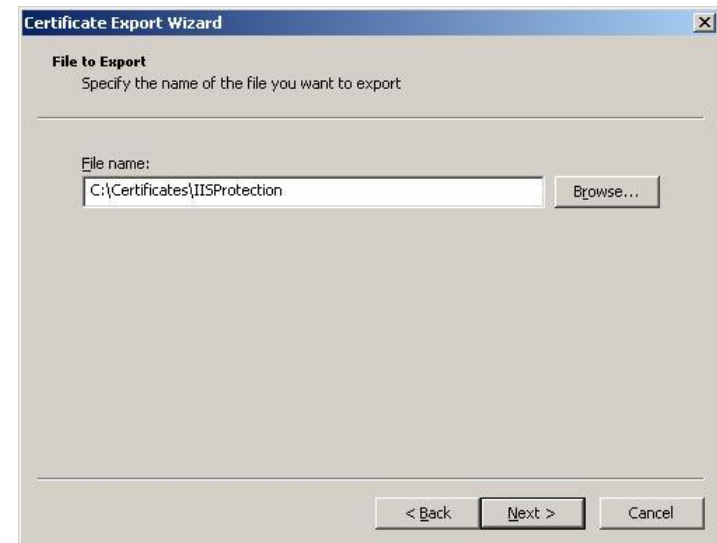 Certificate Export Wizard
File to Export
Specify the name of the file you want to export
File name:
C:\Certificates\IISProtection
Browse...
< Back
Next >
Cancel